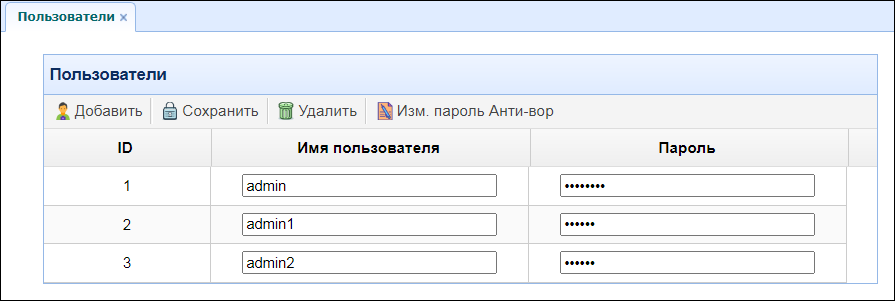 Пользователи ×
Пользователи
Добавить Сохранить Удалить Изм. пароль Анти-вор
ID Имя пользователя Пароль
1 admin ••••••••
2 admin1 ••••••
3 admin2 ••••••